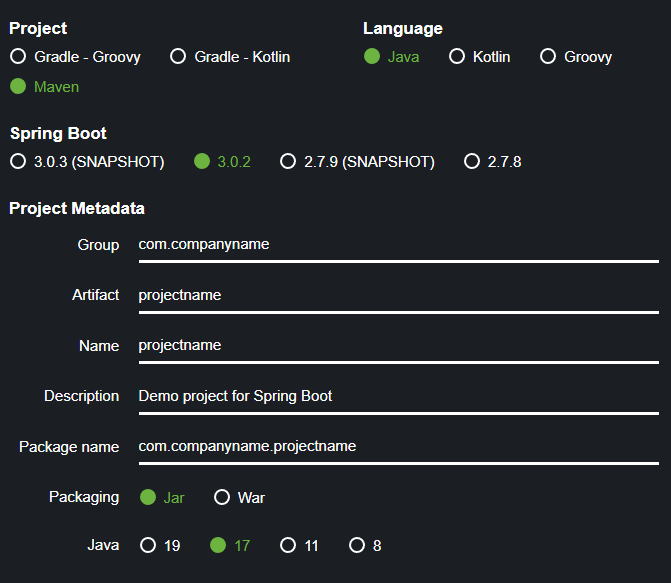 Project
Gradle - Groovy Gradle - Kotlin
Maven
Language
Java Kotlin Groovy
Spring Boot
3.0.3 (SNAPSHOT) 3.0.2 2.7.9 (SNAPSHOT) 2.7.8
Project Metadata
Group com.companyname
Artifact projectname
Name projectname
Description Demo project for Spring Boot
Package name com.companyname.projectname
Packaging Jar War
Java 19 17 11 8